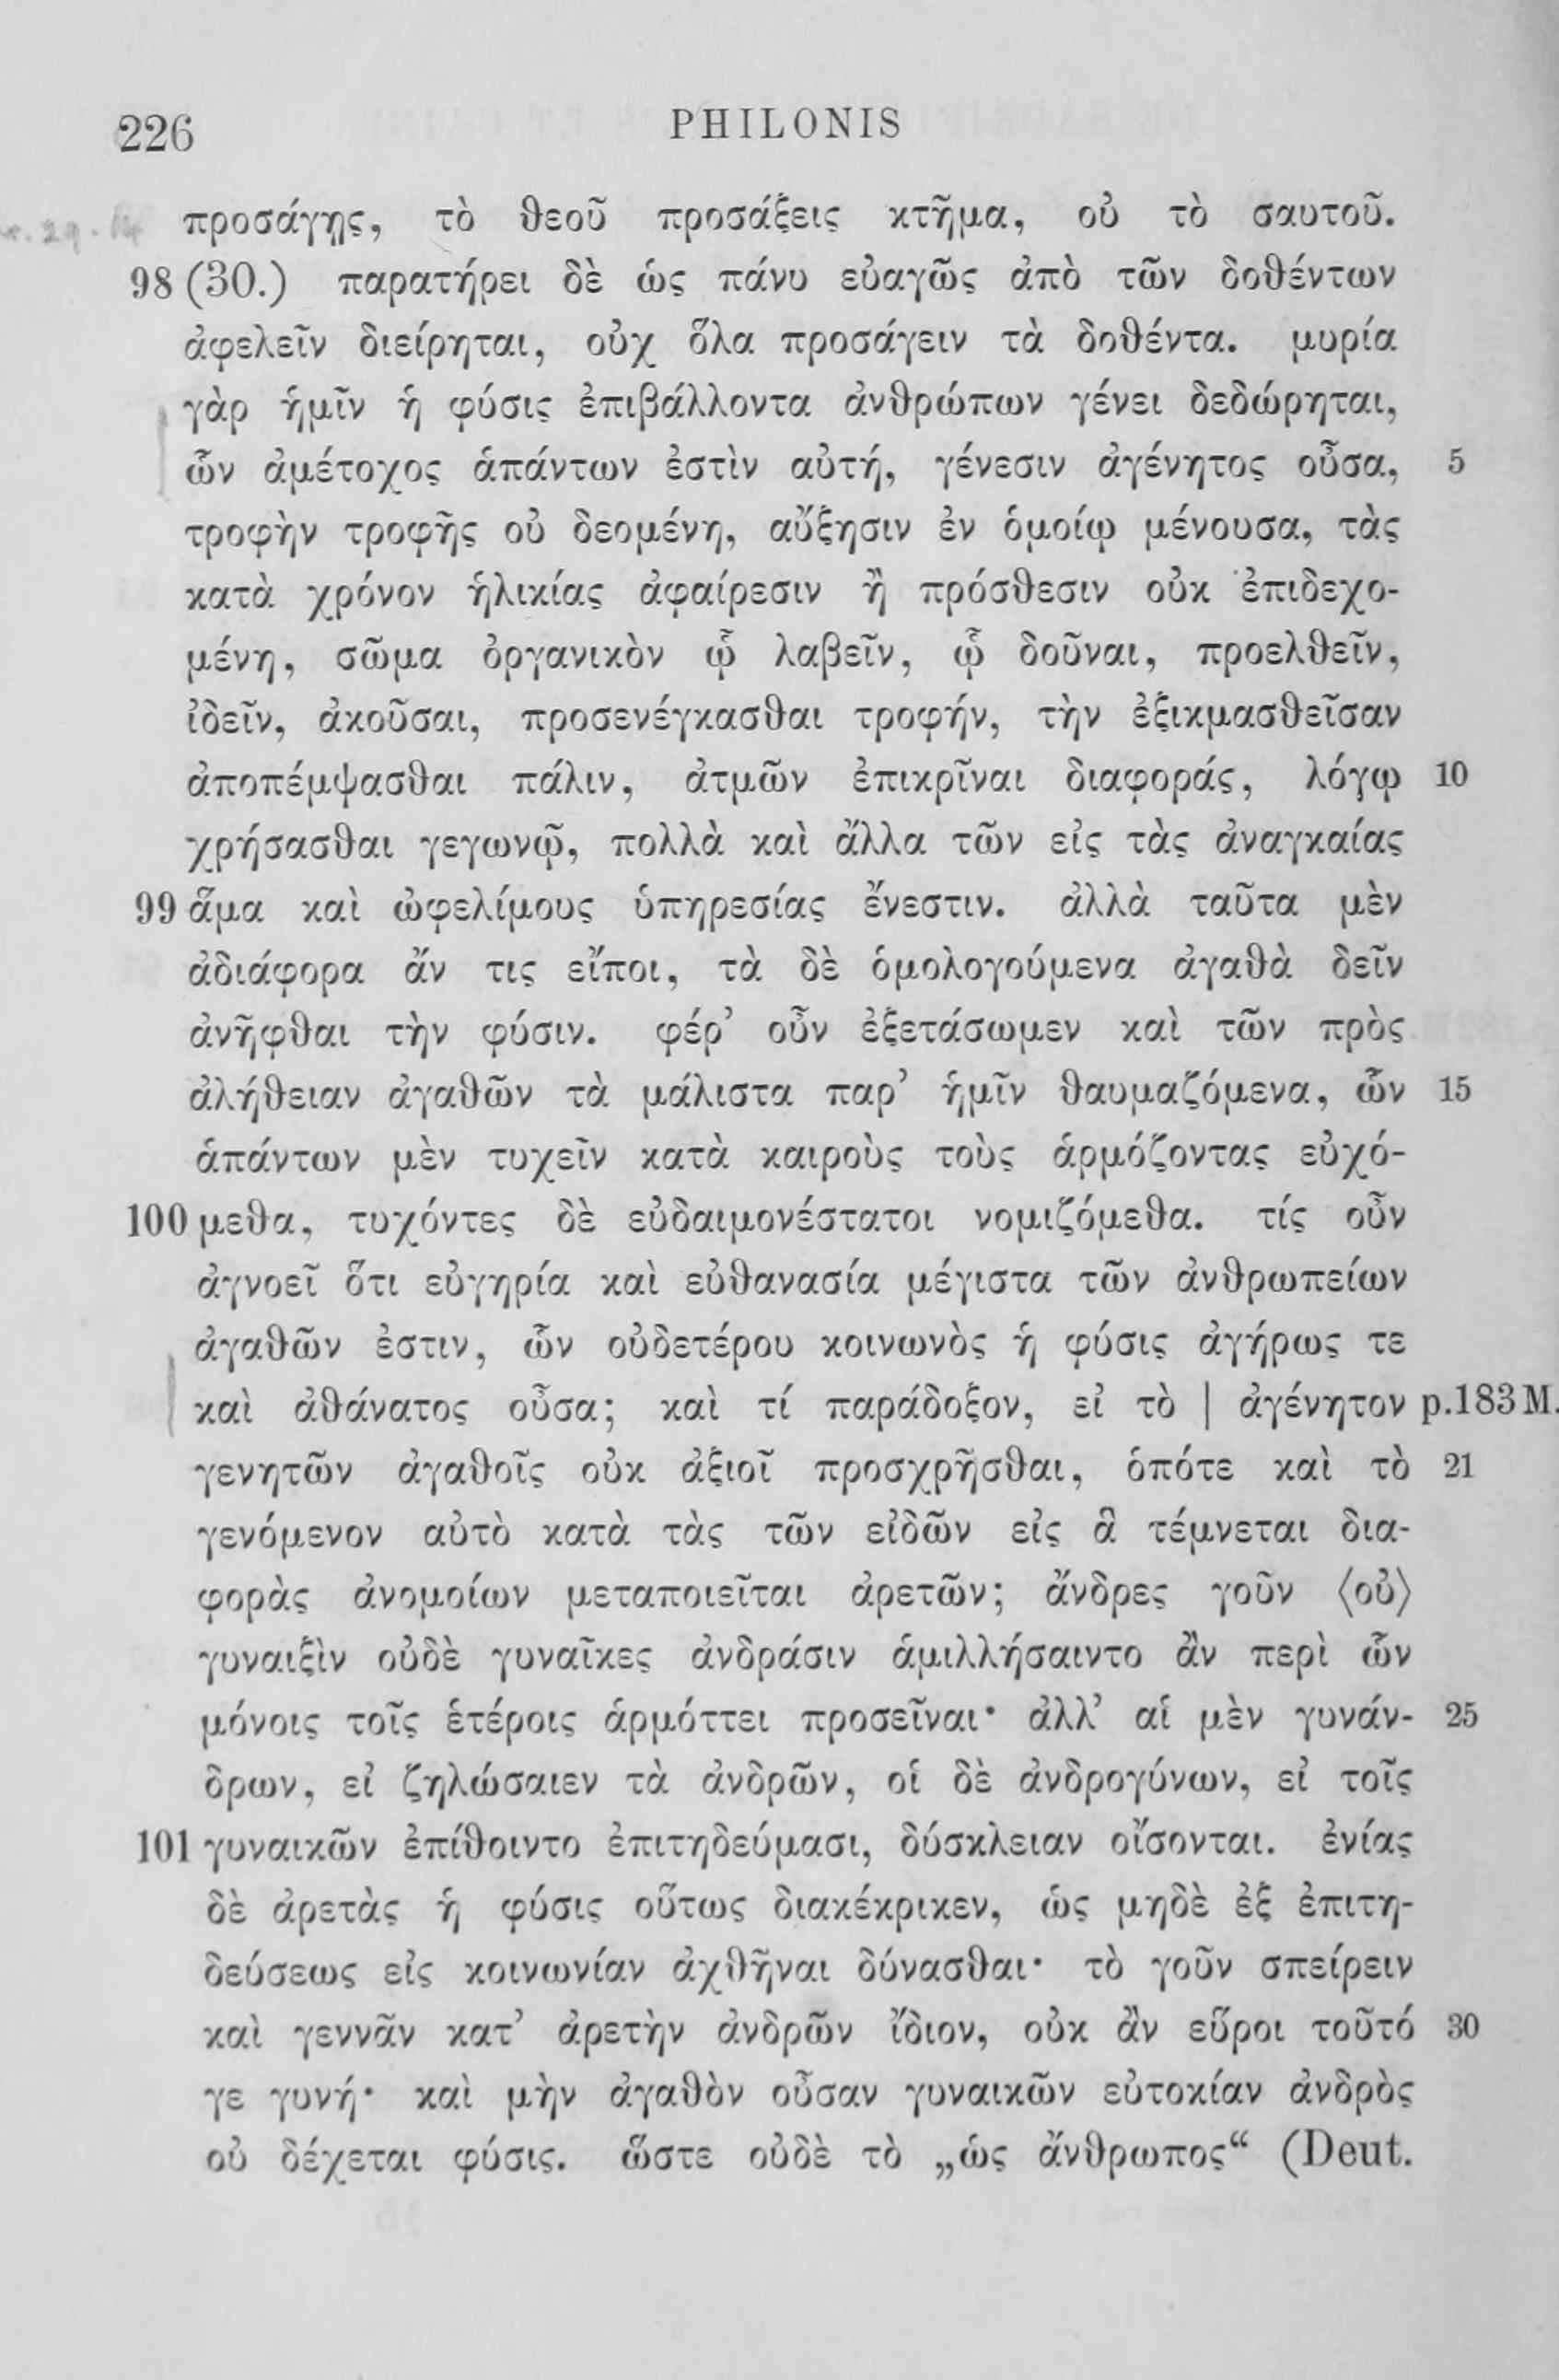 226 PHILONIS
προσάγῃς, τὸ θεοῦ προσάξεις κτῆμα, οὐ τὸ σαυτοῦ.
98 (30.) παρατήρει δὲ ὡς πάνυ εὐαγῶς ἀπὸ τῶν δοθέντων
ἀφελεῖν διείρηται, οὐχ ὅλα προσάγειν τὰ δοθέντα. μυρία
γὰρ ἡμῖν ἡ φύσις ἐπιβάλλοντα ἀνθρώπων γένει δεδώρηται,
ὧν ἀμέτοχος ἁπάντων ἐστὶν αὐτή, γένεσιν ἀγένητος οὖσα, 5
τροφὴν τροφῆς οὐ δεομένη, αὔξησιν ἐν ὁμοίῳ μένουσα, τὰς
κατὰ χρόνον ἡλικίας ἀφαίρεσιν ἢ πρόσθεσιν οὐκ ἐπιδεχο-
μένη, σῶμα ὀργανικὸν ᾧ λαβεῖν, ᾧ δοῦναι, προελθεῖν,
ἰδεῖν, ἀκοῦσαι, προσενέγκασθαι τροφήν, τὴν ἐξικμασθεῖσαν
ἀποπέμψασθαι πάλιν, ἀτμῶν ἐπικρῖναι διαφοράς, λόγῳ 10
χρήσασθαι γεγωνῷ, πολλὰ καὶ ἄλλα τῶν εἰς τὰς ἀναγκαίας
99 ἅμα καὶ ὠφελίμους ὑπηρεσίας ἔνεστιν. ἀλλὰ ταῦτα μὲν
ἀδιάφορα ἄν τις εἴποι, τὰ δὲ ὁμολογούμενα ἀγαθὰ δεῖν
ἀνῆφθαι τὴν φύσιν. φέρ’ οὖν ἐξετάσωμεν καὶ τῶν πρὸς
ἀλήθειαν ἀγαθῶν τὰ μάλιστα παρ’ ἡμῖν θαυμαζόμενα, ὧν 15
ἁπάντων μὲν τυχεῖν κατὰ καιροὺς τοὺς ἁρμόζοντας εὐχό-
100 μεθα, τυχόντες δὲ εὐδαιμονέστατοι νομιζόμεθα. τίς οὖν
ἀγνοεῖ ὅτι εὐγηρία καὶ εὐθανασία μέγιστα τῶν ἀνθρωπείων
ἀγαθῶν ἐστιν, ὧν οὐδετέρου κοινωνὸς ἡ φύσις ἀγήρως τε
καὶ ἀθάνατος οὖσα; καὶ τί παράδοξον, εἰ τὸ | ἀγένητον p.183 M.
γενητῶν ἀγαθοῖς οὐκ ἀξιοῖ προσχρῆσθαι, ὁπότε καὶ τὸ 21
γενόμενον αὐτὸ κατὰ τὰς τῶν εἰδῶν εἰς ἃ τέμνεται δια-
φορὰς ἀνομοίων μεταποιεῖται ἀρετῶν; ἄνδρες γοῦν ⟨οὐ⟩
γυναιξὶν οὐδὲ γυναῖκες ἀνδράσιν ἁμιλλήσαιντο ἂν περὶ ὧν
μόνοις τοῖς ἑτέροις ἁρμόττει προσεῖναι· ἀλλ’ αἱ μὲν γυνάν- 25
δρων, εἰ ζηλώσαιεν τὰ ἀνδρῶν, οἱ δὲ ἀνδρογύνων, εἰ τοῖς
101 γυναικῶν ἐπίθοιντο ἐπιτηδεύμασι, δύσκλειαν οἴσονται. ἐνίας
δὲ ἀρετὰς ἡ φύσις οὕτως διακέκρικεν, ὡς μηδὲ ἐξ ἐπιτη-
δεύσεως εἰς κοινωνίαν ἀχθῆναι δύνασθαι· τὸ γοῦν σπείρειν
καὶ γεννᾶν κατ’ ἀρετὴν ἀνδρῶν ἴδιον, οὐκ ἂν εὕροι τοῦτό 30
γε γυνή· καὶ μὴν ἀγαθὸν οὖσαν γυναικῶν εὐτοκίαν ἀνδρὸς
οὐ δέχεται φύσις. ὥστε οὐδὲ τὸ „ὡς ἄνθρωπος“ (Deut.